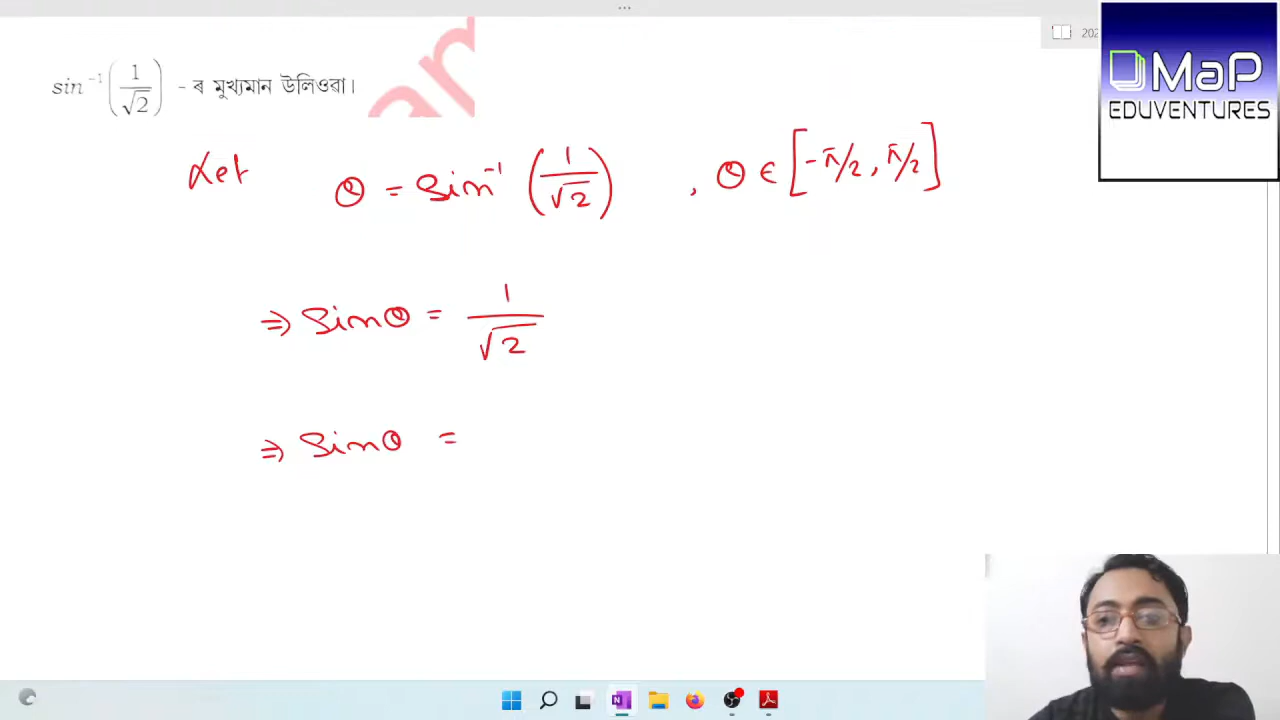 sin⁻¹(1/√2) - ৰ মুখ্যমান উলিওৱা।
Let θ = sin⁻¹(1/√2) , θ ∈ [-π/2, π/2]
⇒ sinθ = 1/√2
⇒ sinθ =
MaP
EDUVENTURES